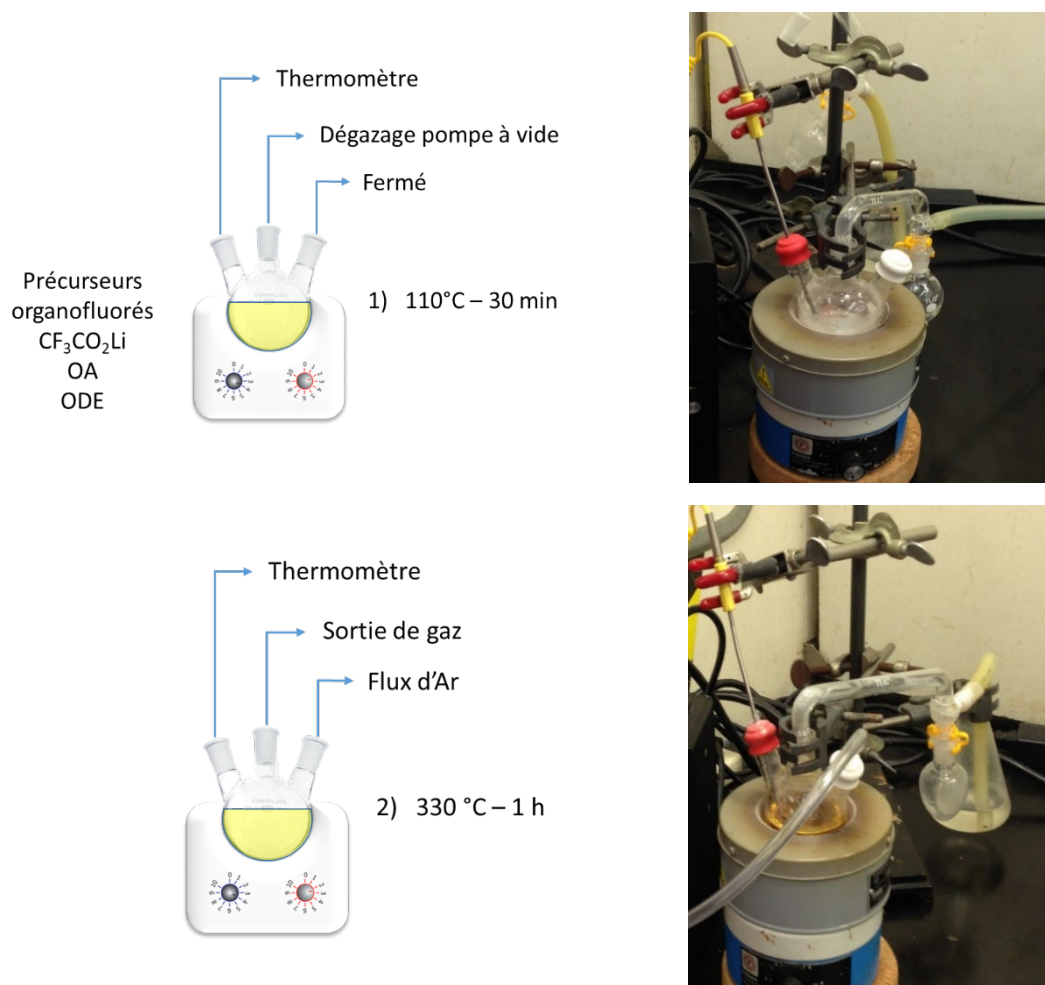 Thermomètre
Dégazage pompe à vide
Fermé
Précurseurs
organofluorés
CF₃CO₂Li
OA
ODE
1) 110°C – 30 min
Thermomètre
Sortie de gaz
Flux d'Ar
2) 330 °C – 1 h